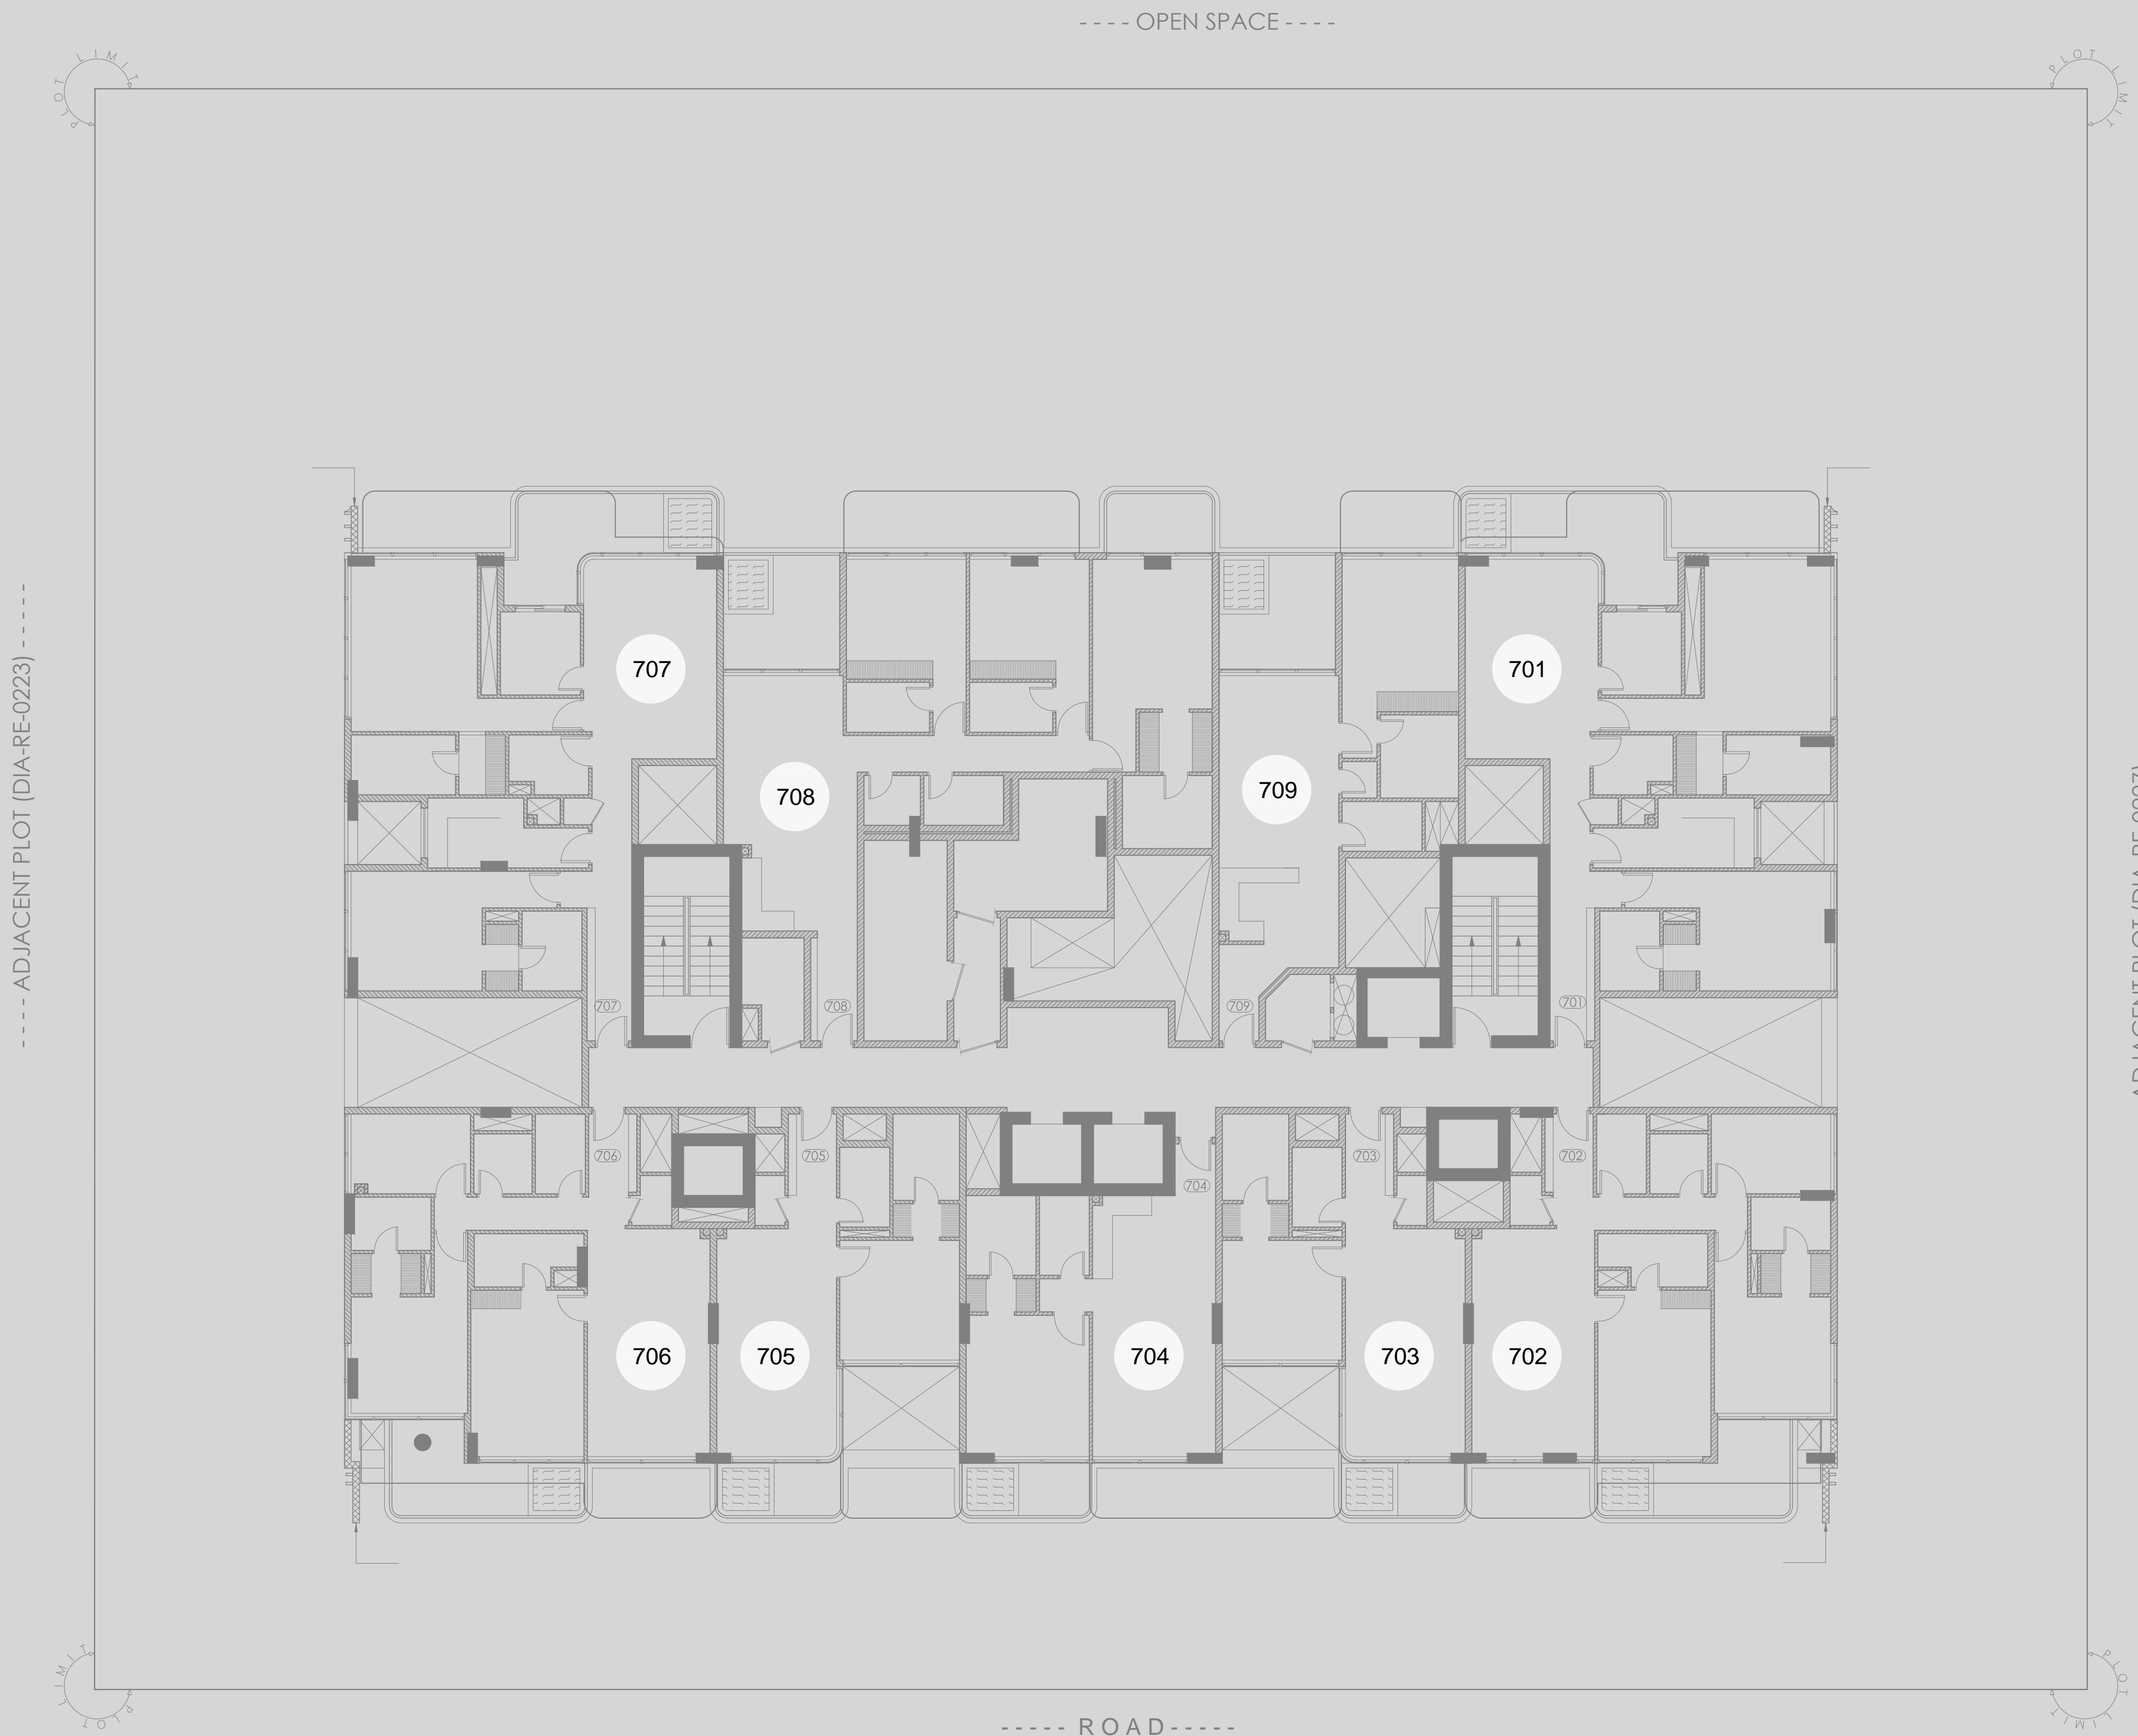 - - - - OPEN SPACE - - - -
PLOT LIMIT
PLOT LIMIT
- - - - - ADJACENT PLOT (DIA-RE-0223) - - - - -
707
701
708
709
707
708
709
701
706
705
703
702
704
706
705
704
703
702
PLOT LIMIT
PLOT LIMIT
- - - - - ROAD - - - - -